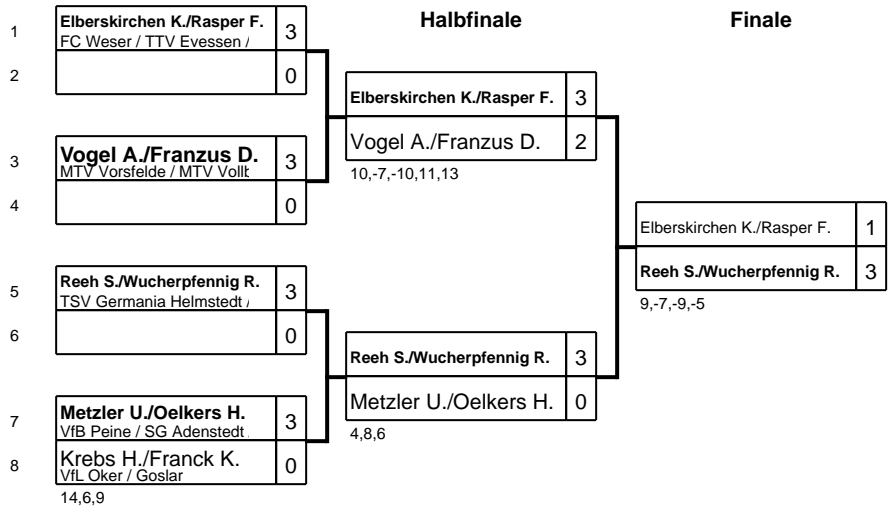 Halbfinale
Finale
1
Elberskirchen K./Rasper F.
3
FC Weser / TTV Evessen /
2
0
3
Vogel A./Franzus D.
3
MTV Vorsfelde / MTV Vollb
4
0
5
Reeh S./Wucherpfennig R.
3
TSV Germania Helmstedt /
6
0
7
Metzler U./Oelkers H.
3
VfB Peine / SG Adenstedt
8
Krebs H./Franck K.
0
VfL Oker / Goslar
14,6,9
Elberskirchen K./Rasper F.
3
Vogel A./Franzus D.
2
10,-7,-10,11,13
Reeh S./Wucherpfennig R.
3
Metzler U./Oelkers H.
0
4,8,6
Elberskirchen K./Rasper F.
1
Reeh S./Wucherpfennig R.
3
9,-7,-9,-5